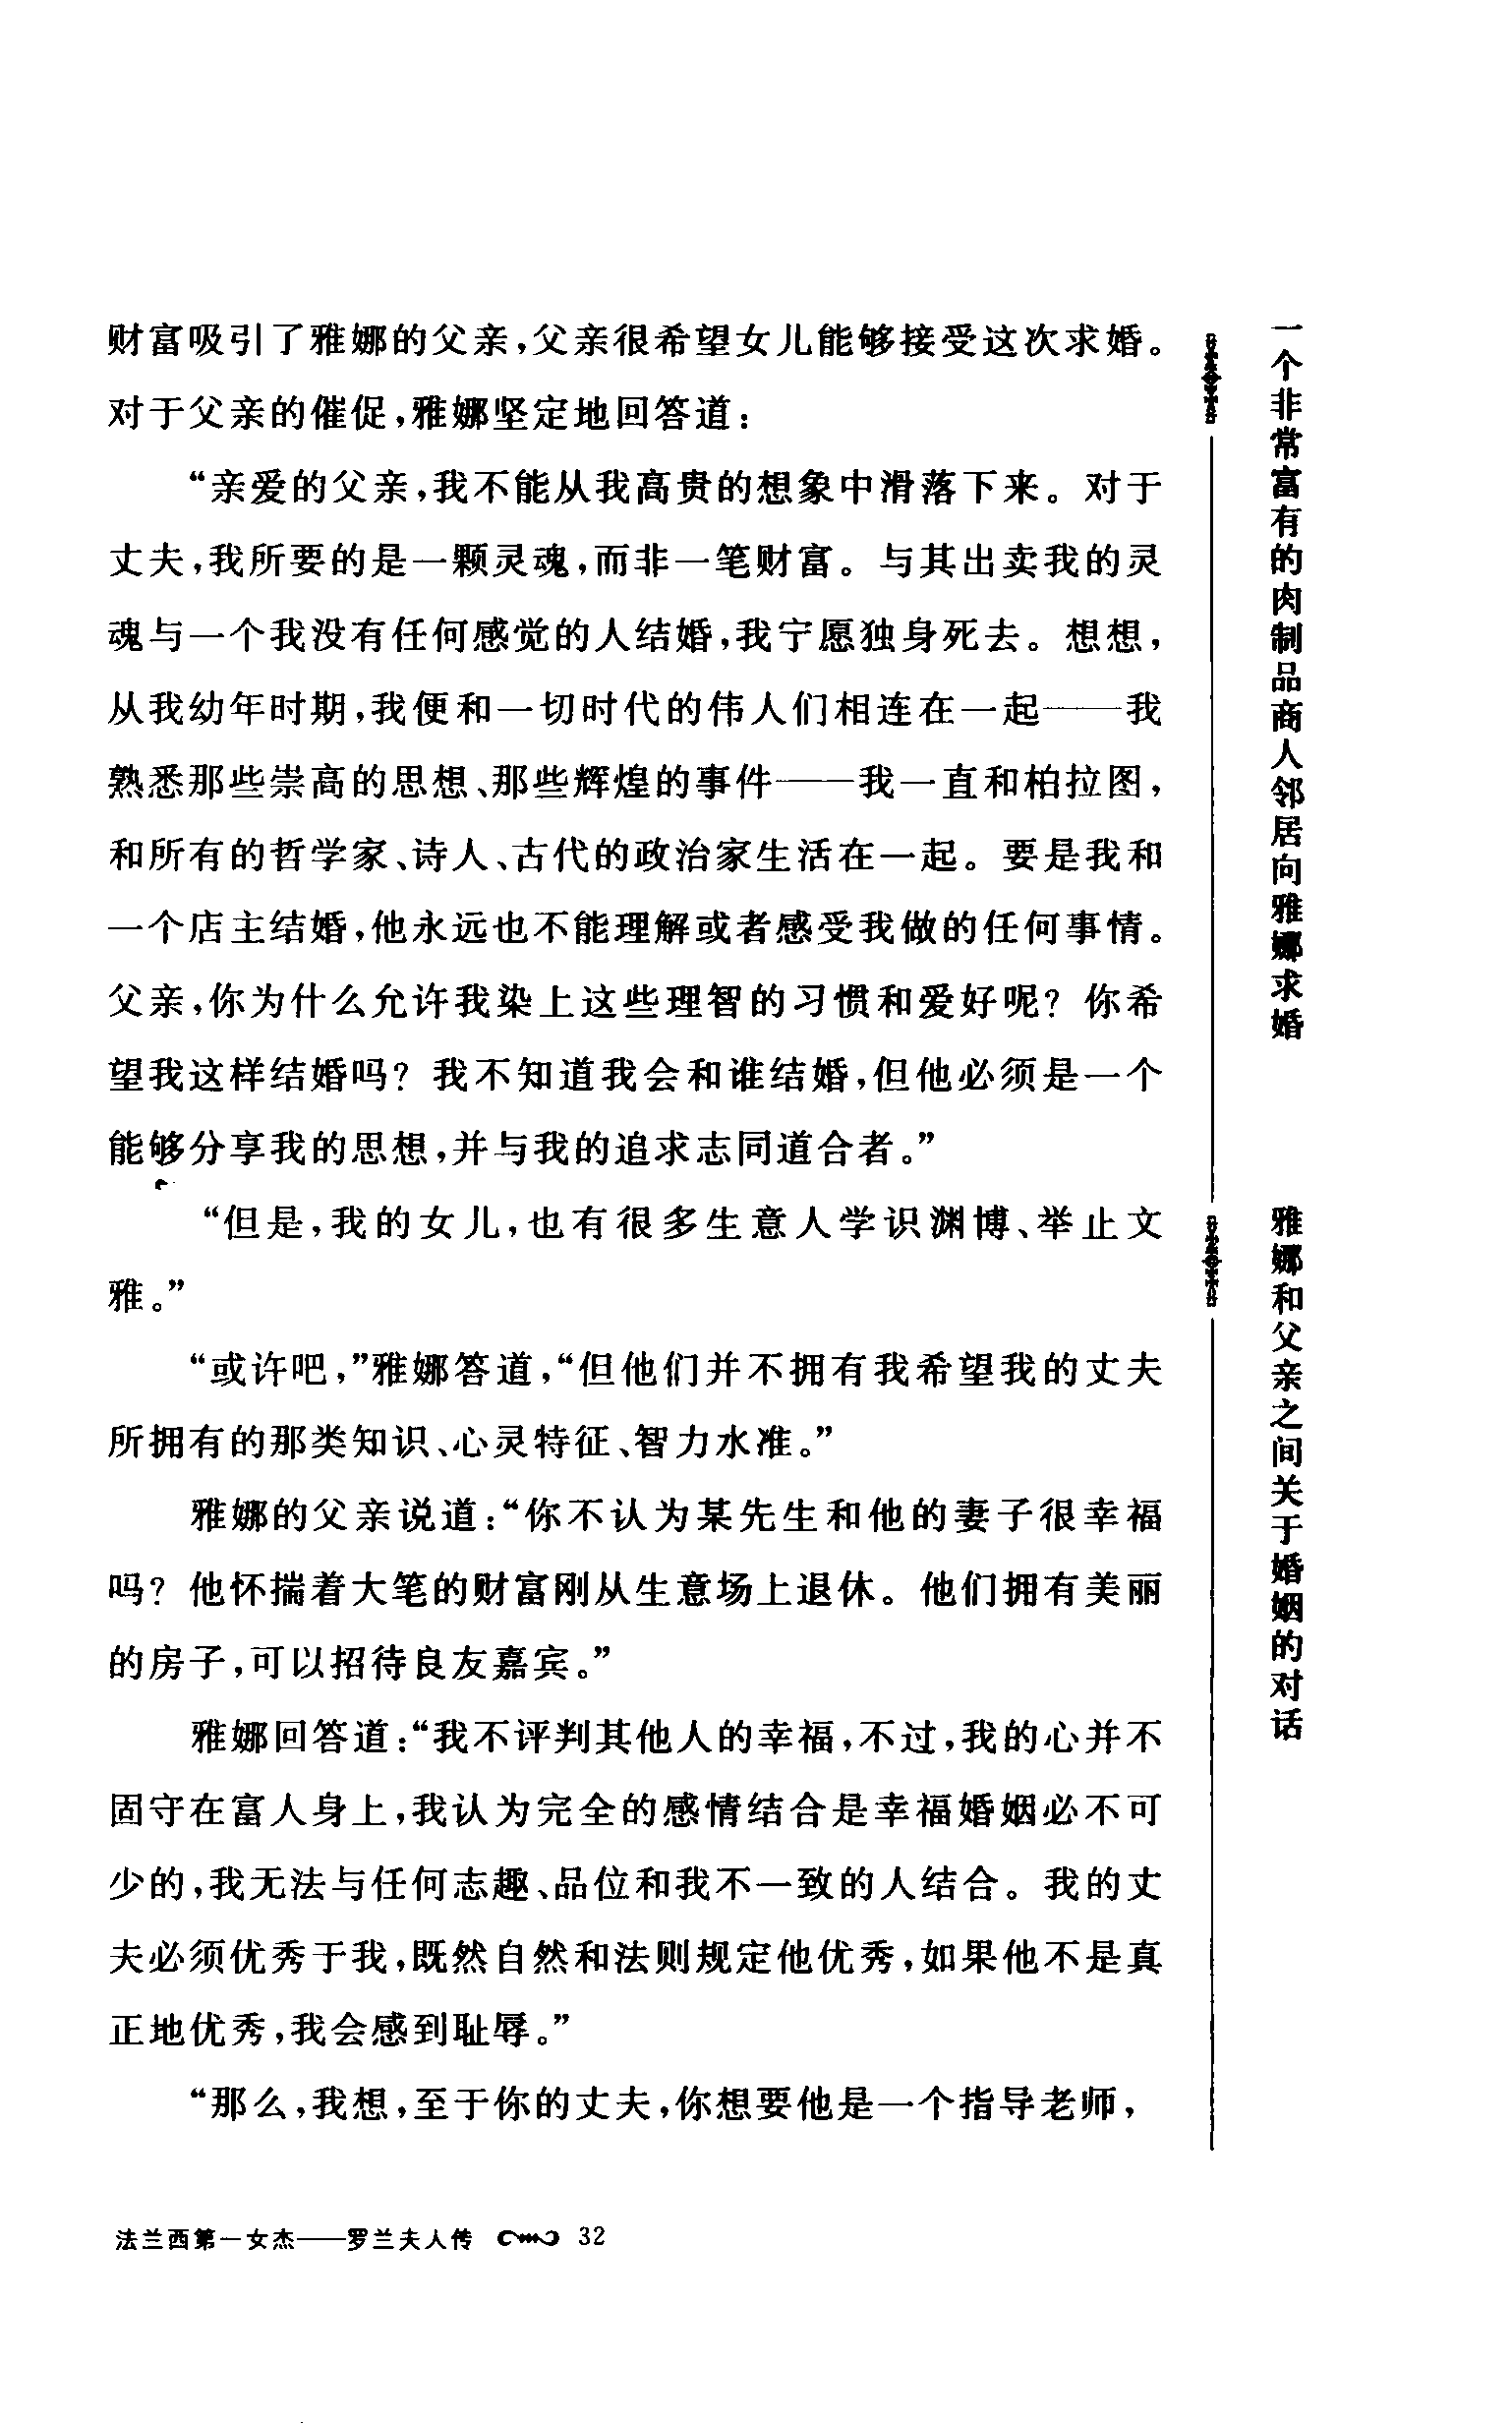 财富吸引了雅娜的父亲,父亲很希望女儿能够接受这次求婚。
对于父亲的催促,雅娜坚定地回答道:
“亲爱的父亲,我不能从我高贵的想象中滑落下来。对于
丈夫,我所要的是一颗灵魂,而非一笔财富。与其出卖我的灵
魂与一个我没有任何感觉的人结婚,我宁愿独身死去。想想,
从我幼年时期,我便和一切时代的伟人们相连在一起——我
熟悉那些崇高的思想、那些辉煌的事件——我一直和柏拉图,
和所有的哲学家、诗人、古代的政治家生活在一起。要是我和
一个店主结婚,他永远也不能理解或者感受我做的任何事情。
父亲,你为什么允许我染上这些理智的习惯和爱好呢?你希
望我这样结婚吗?我不知道我会和谁结婚,但他必须是一个
能够分享我的思想,并与我的追求志同道合者。”
“但是,我的女儿,也有很多生意人学识渊博、举止文
雅。”
“或许吧,”雅娜答道,“但他们并不拥有我希望我的丈夫
所拥有的那类知识、心灵特征、智力水准。”
雅娜的父亲说道:“你不认为某先生和他的妻子很幸福
吗?他怀揣着大笔的财富刚从生意场上退休。他们拥有美丽
的房子,可以招待良友嘉宾。”
雅娜回答道:“我不评判其他人的幸福,不过,我的心并不
固守在富人身上,我认为完全的感情结合是幸福婚姻必不可
少的,我无法与任何志趣、品位和我不一致的人结合。我的丈
夫必须优秀于我,既然自然和法则规定他优秀,如果他不是真
正地优秀,我会感到耻辱。”
“那么,我想,至于你的丈夫,你想要他是一个指导老师,
一个非常富有的肉制品商人邻居向雅娜求婚
雅娜和父亲之间关于婚姻的对话
法兰西第一女杰——罗兰夫人传 32